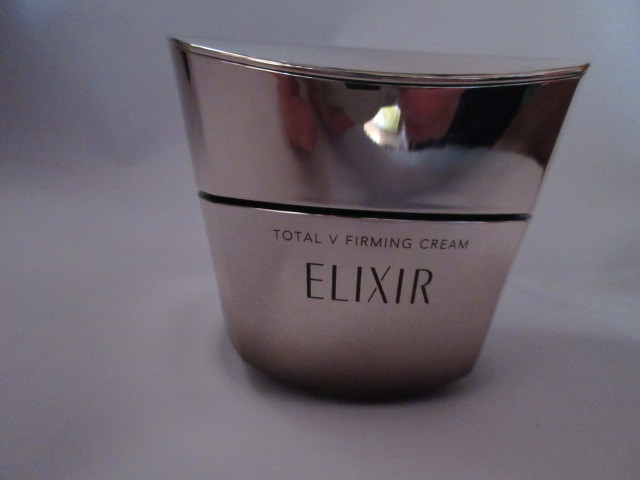 TOTAL V FIRMING CREAM
ELIXIR